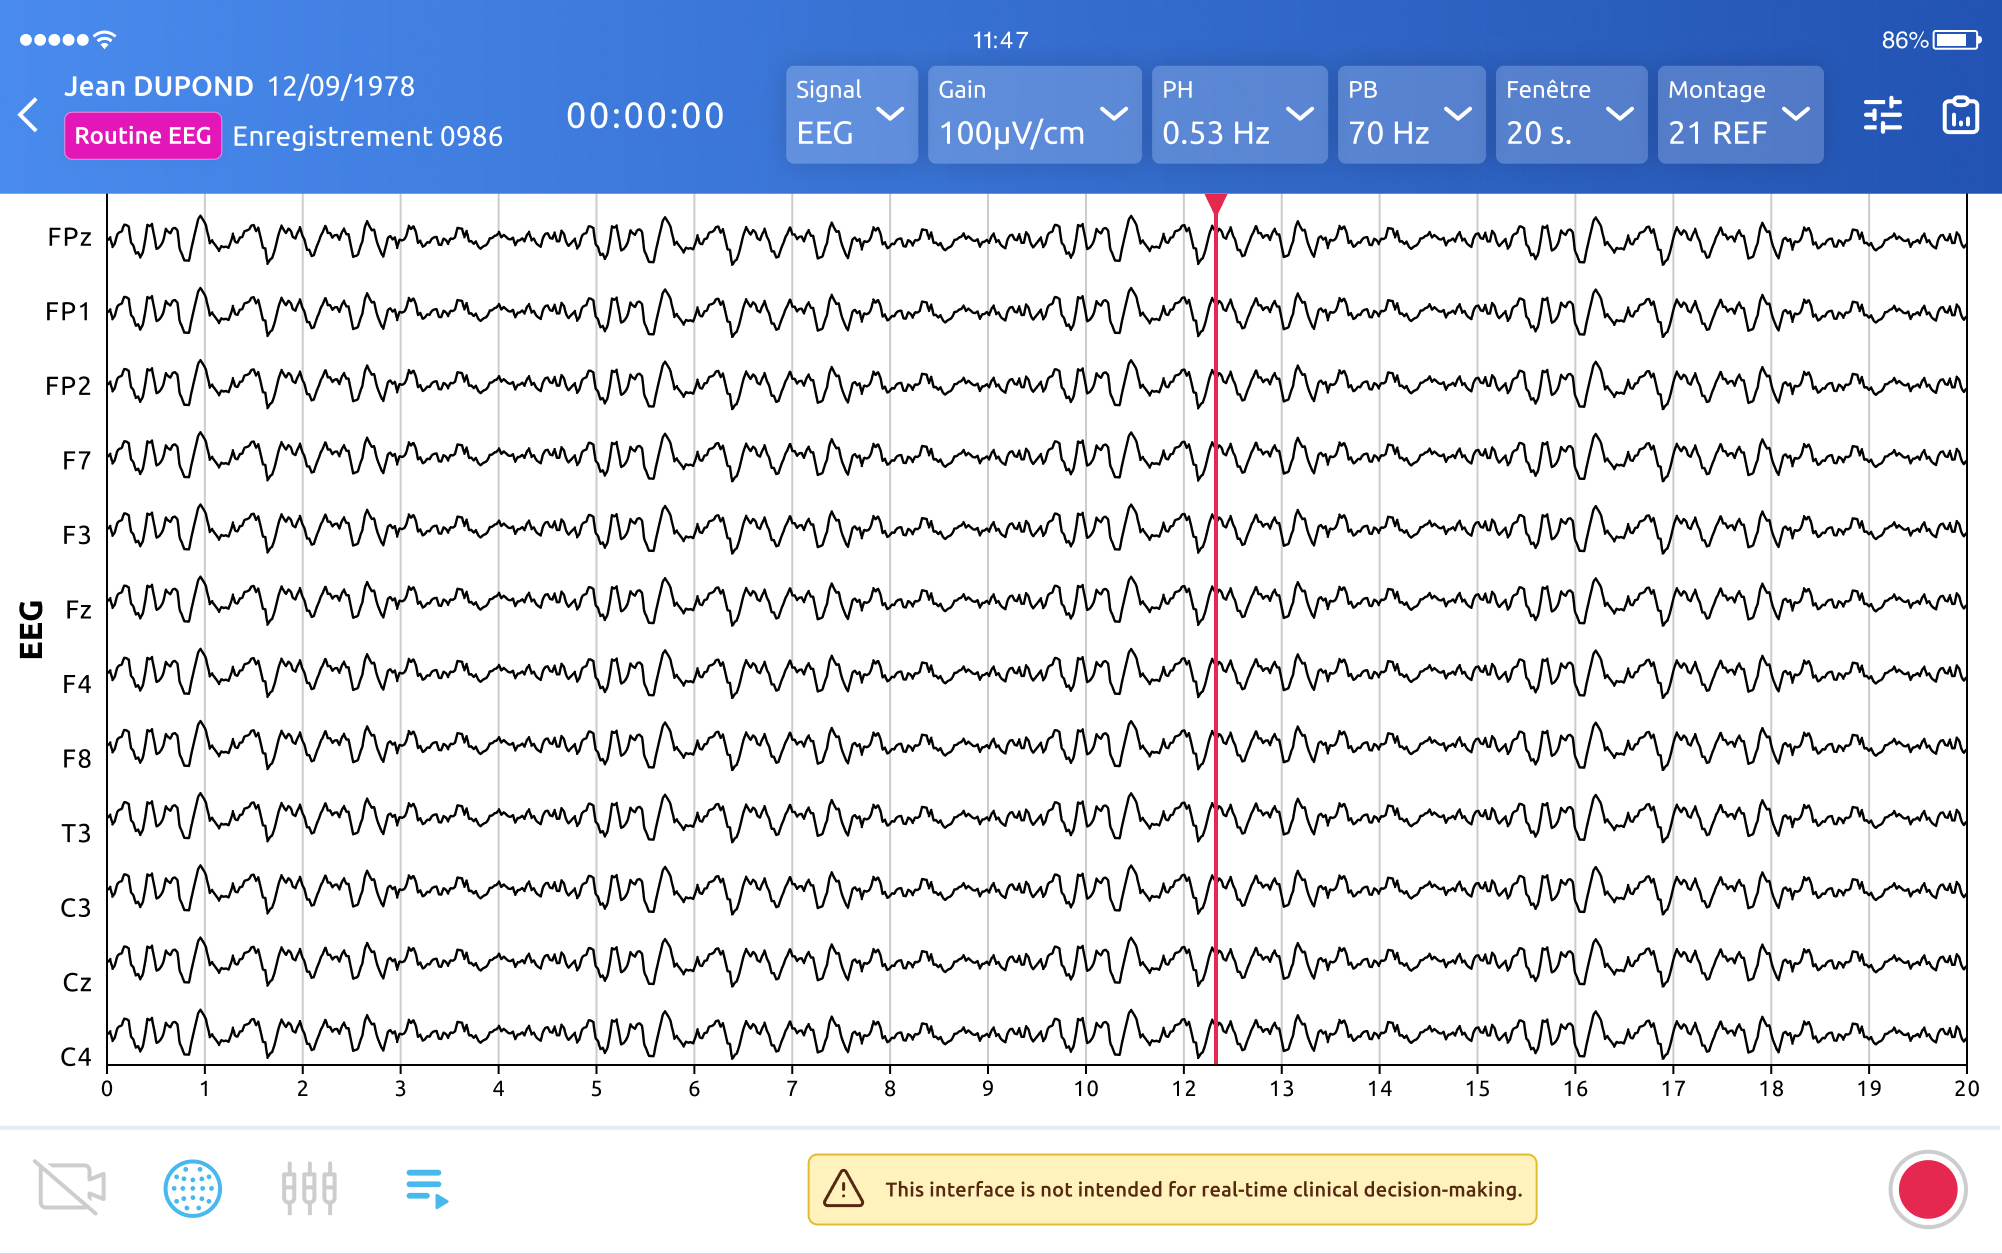 11:47
86%
Jean DUPOND 12/09/1978
Routine EEG Enregistrement 0986
00:00:00
Signal
EEG
Gain
100µV/cm
PH
0.53 Hz
PB
70 Hz
Fenêtre
20 s.
Montage
21 REF
EEG
FPz
FP1
FP2
F7
F3
Fz
F4
F8
T3
C3
Cz
C4
0 1 2 3 4 5 6 7 8 9 10 11 12 13 14 15 16 17 18 19 20
This interface is not intended for real-time clinical decision-making.